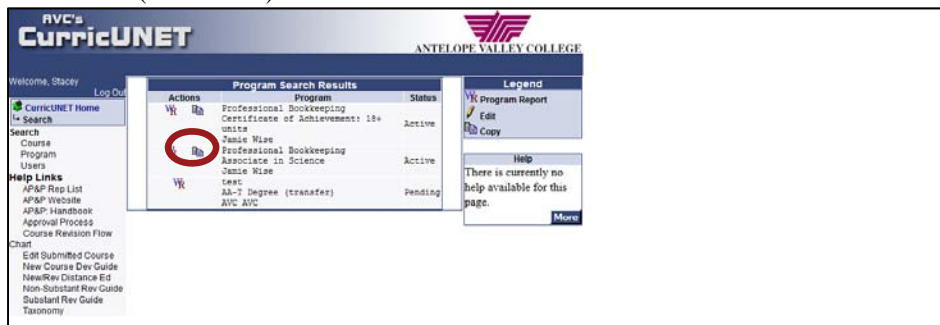 AVC's
CurricUNET
ANTELOPE VALLEY COLLEGE
Welcome, Stacey
Log Out
CurricUNET Home
Search
Search
Course
Program
Users
Help Links
AP&P Rep List
AP&P Website
AP&P: Handbook
Approval Process
Course Revision Flow
Chart
Edit Submitted Course
New Course Dev Guide
New/Rev Distance Ed
Non-Substant Rev Guide
Substant Rev Guide
Taxonomy
Program Search Results
Actions Program Status
Professional Bookkeeping
Certificate of Achievement: 18+
units
Jamie Wise
Active
Professional Bookkeeping
Associate in Science
Jamie Wise
Active
test
AA-T Degree (transfer)
AVC AVC
Pending
Legend
WR Program Report
Edit
Copy
Help
There is currently no
help available for this
page.
More